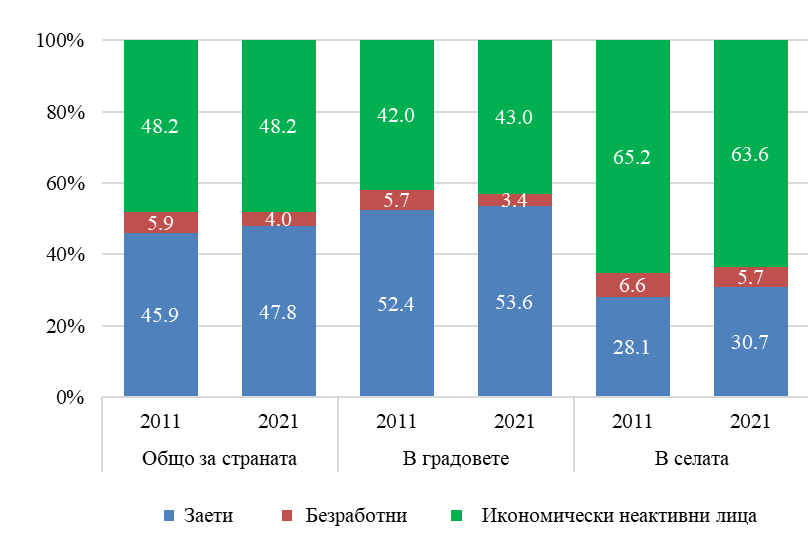 100%
80%
60%
40%
20%
0%
48.2 48.2 42.0 43.0 65.2 63.6
5.9 4.0 5.7 3.4 6.6 5.7
45.9 47.8 52.4 53.6 28.1 30.7
2011 2021 2011 2021 2011 2021
Общо за страната В градовете В селата
Заети Безработни Икономически неактивни лица